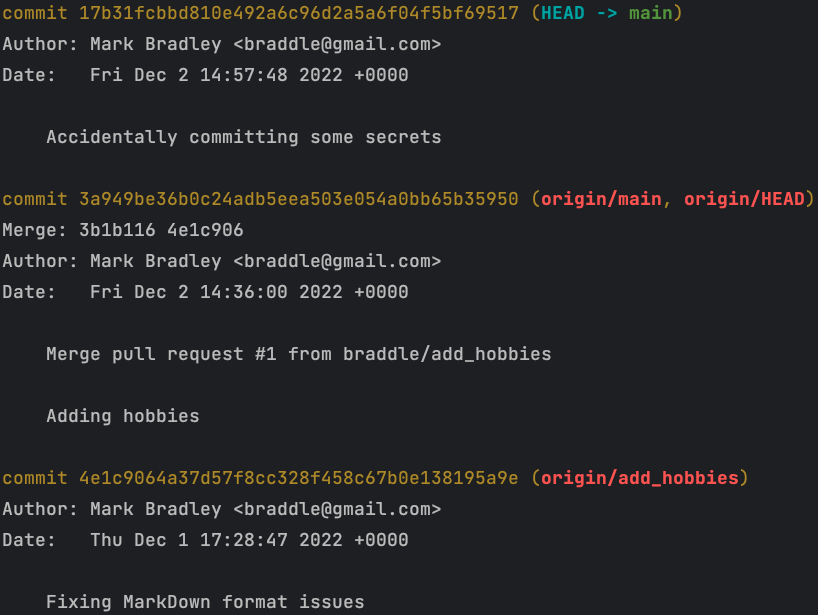 commit 17b31fcbbd810e492a6c96d2a5a6f04f5bf69517 (HEAD -> main)
Author: Mark Bradley <braddle@gmail.com>
Date:   Fri Dec 2 14:57:48 2022 +0000
    Accidentally committing some secrets
commit 3a949be36b0c24adb5eea503e054a0bb65b35950 (origin/main, origin/HEAD)
Merge: 3b1b116 4e1c906
Author: Mark Bradley <braddle@gmail.com>
Date:   Fri Dec 2 14:36:00 2022 +0000
    Merge pull request #1 from braddle/add_hobbies
    Adding hobbies
commit 4e1c9064a37d57f8cc328f458c67b0e138195a9e (origin/add_hobbies)
Author: Mark Bradley <braddle@gmail.com>
Date:   Thu Dec 1 17:28:47 2022 +0000
    Fixing MarkDown format issues